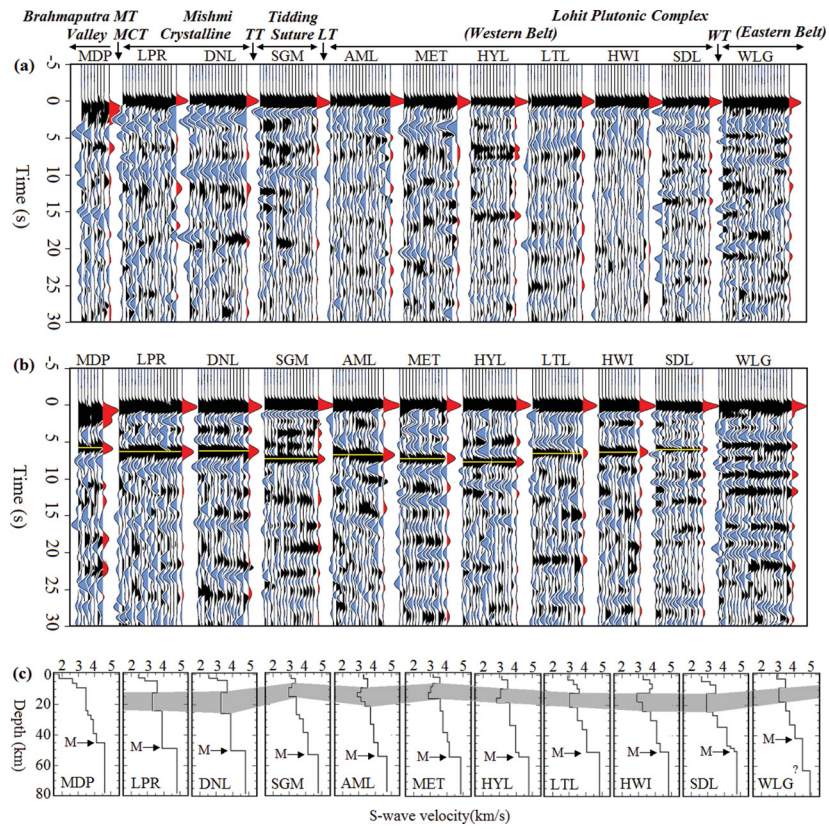 Brahmaputra MT Mishmi Tidding Lohit Plutonic Complex
Valley MCT Crystalline TT Suture LT (Western Belt) WT (Eastern Belt)
(a) MDP LPR DNL SGM AML MET HYL LTL HWI SDL WLG
-5
0
5
10
15
20
25
30
Time (s)
(b) MDP LPR DNL SGM AML MET HYL LTL HWI SDL WLG
-5
0
5
10
15
20
25
30
Time (s)
(c) 2 3 4 5 2 3 4 5 2 3 4 5 2 3 4 5 2 3 4 5 2 3 4 5 2 3 4 5 2 3 4 5 2 3 4 5 2 3 4 5 2 3 4 5
0
20
40
60
80
Depth (km)
M M M M M M M M M M M
?
MDP LPR DNL SGM AML MET HYL LTL HWI SDL WLG
S-wave velocity(km/s)